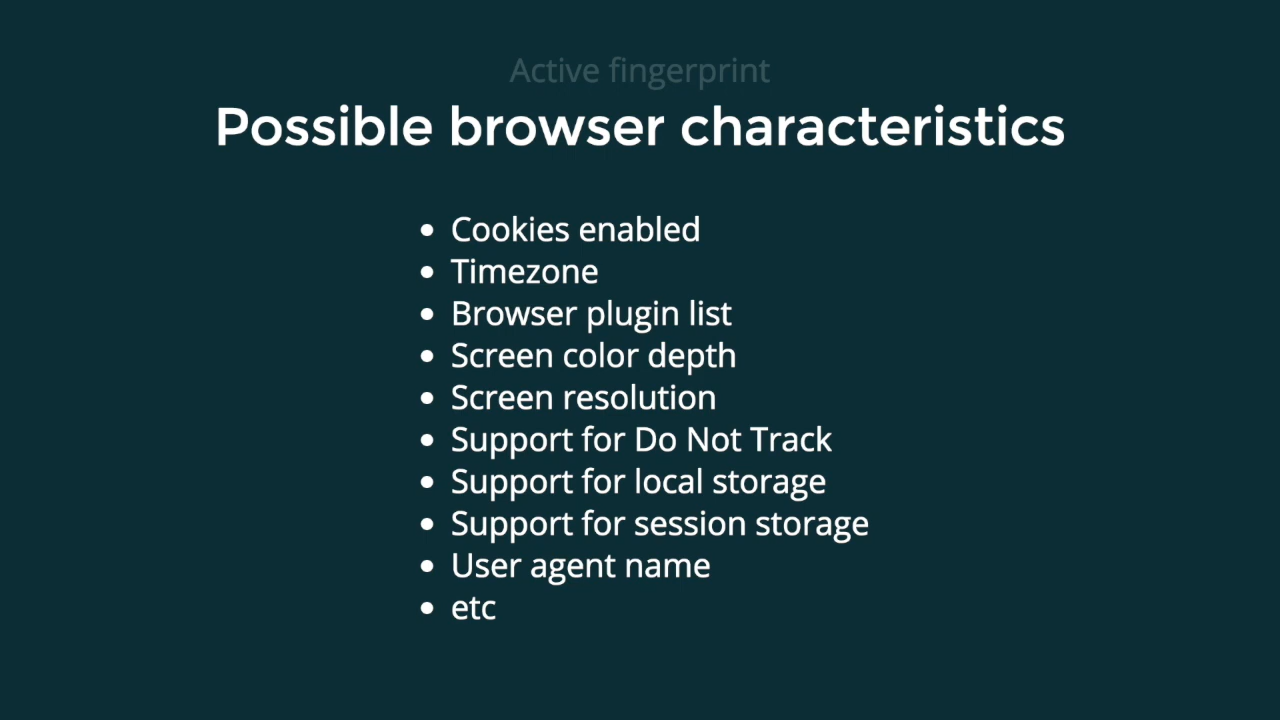 Active fingerprint
Possible browser characteristics
• Cookies enabled
• Timezone
• Browser plugin list
• Screen color depth
• Screen resolution
• Support for Do Not Track
• Support for local storage
• Support for session storage
• User agent name
• etc